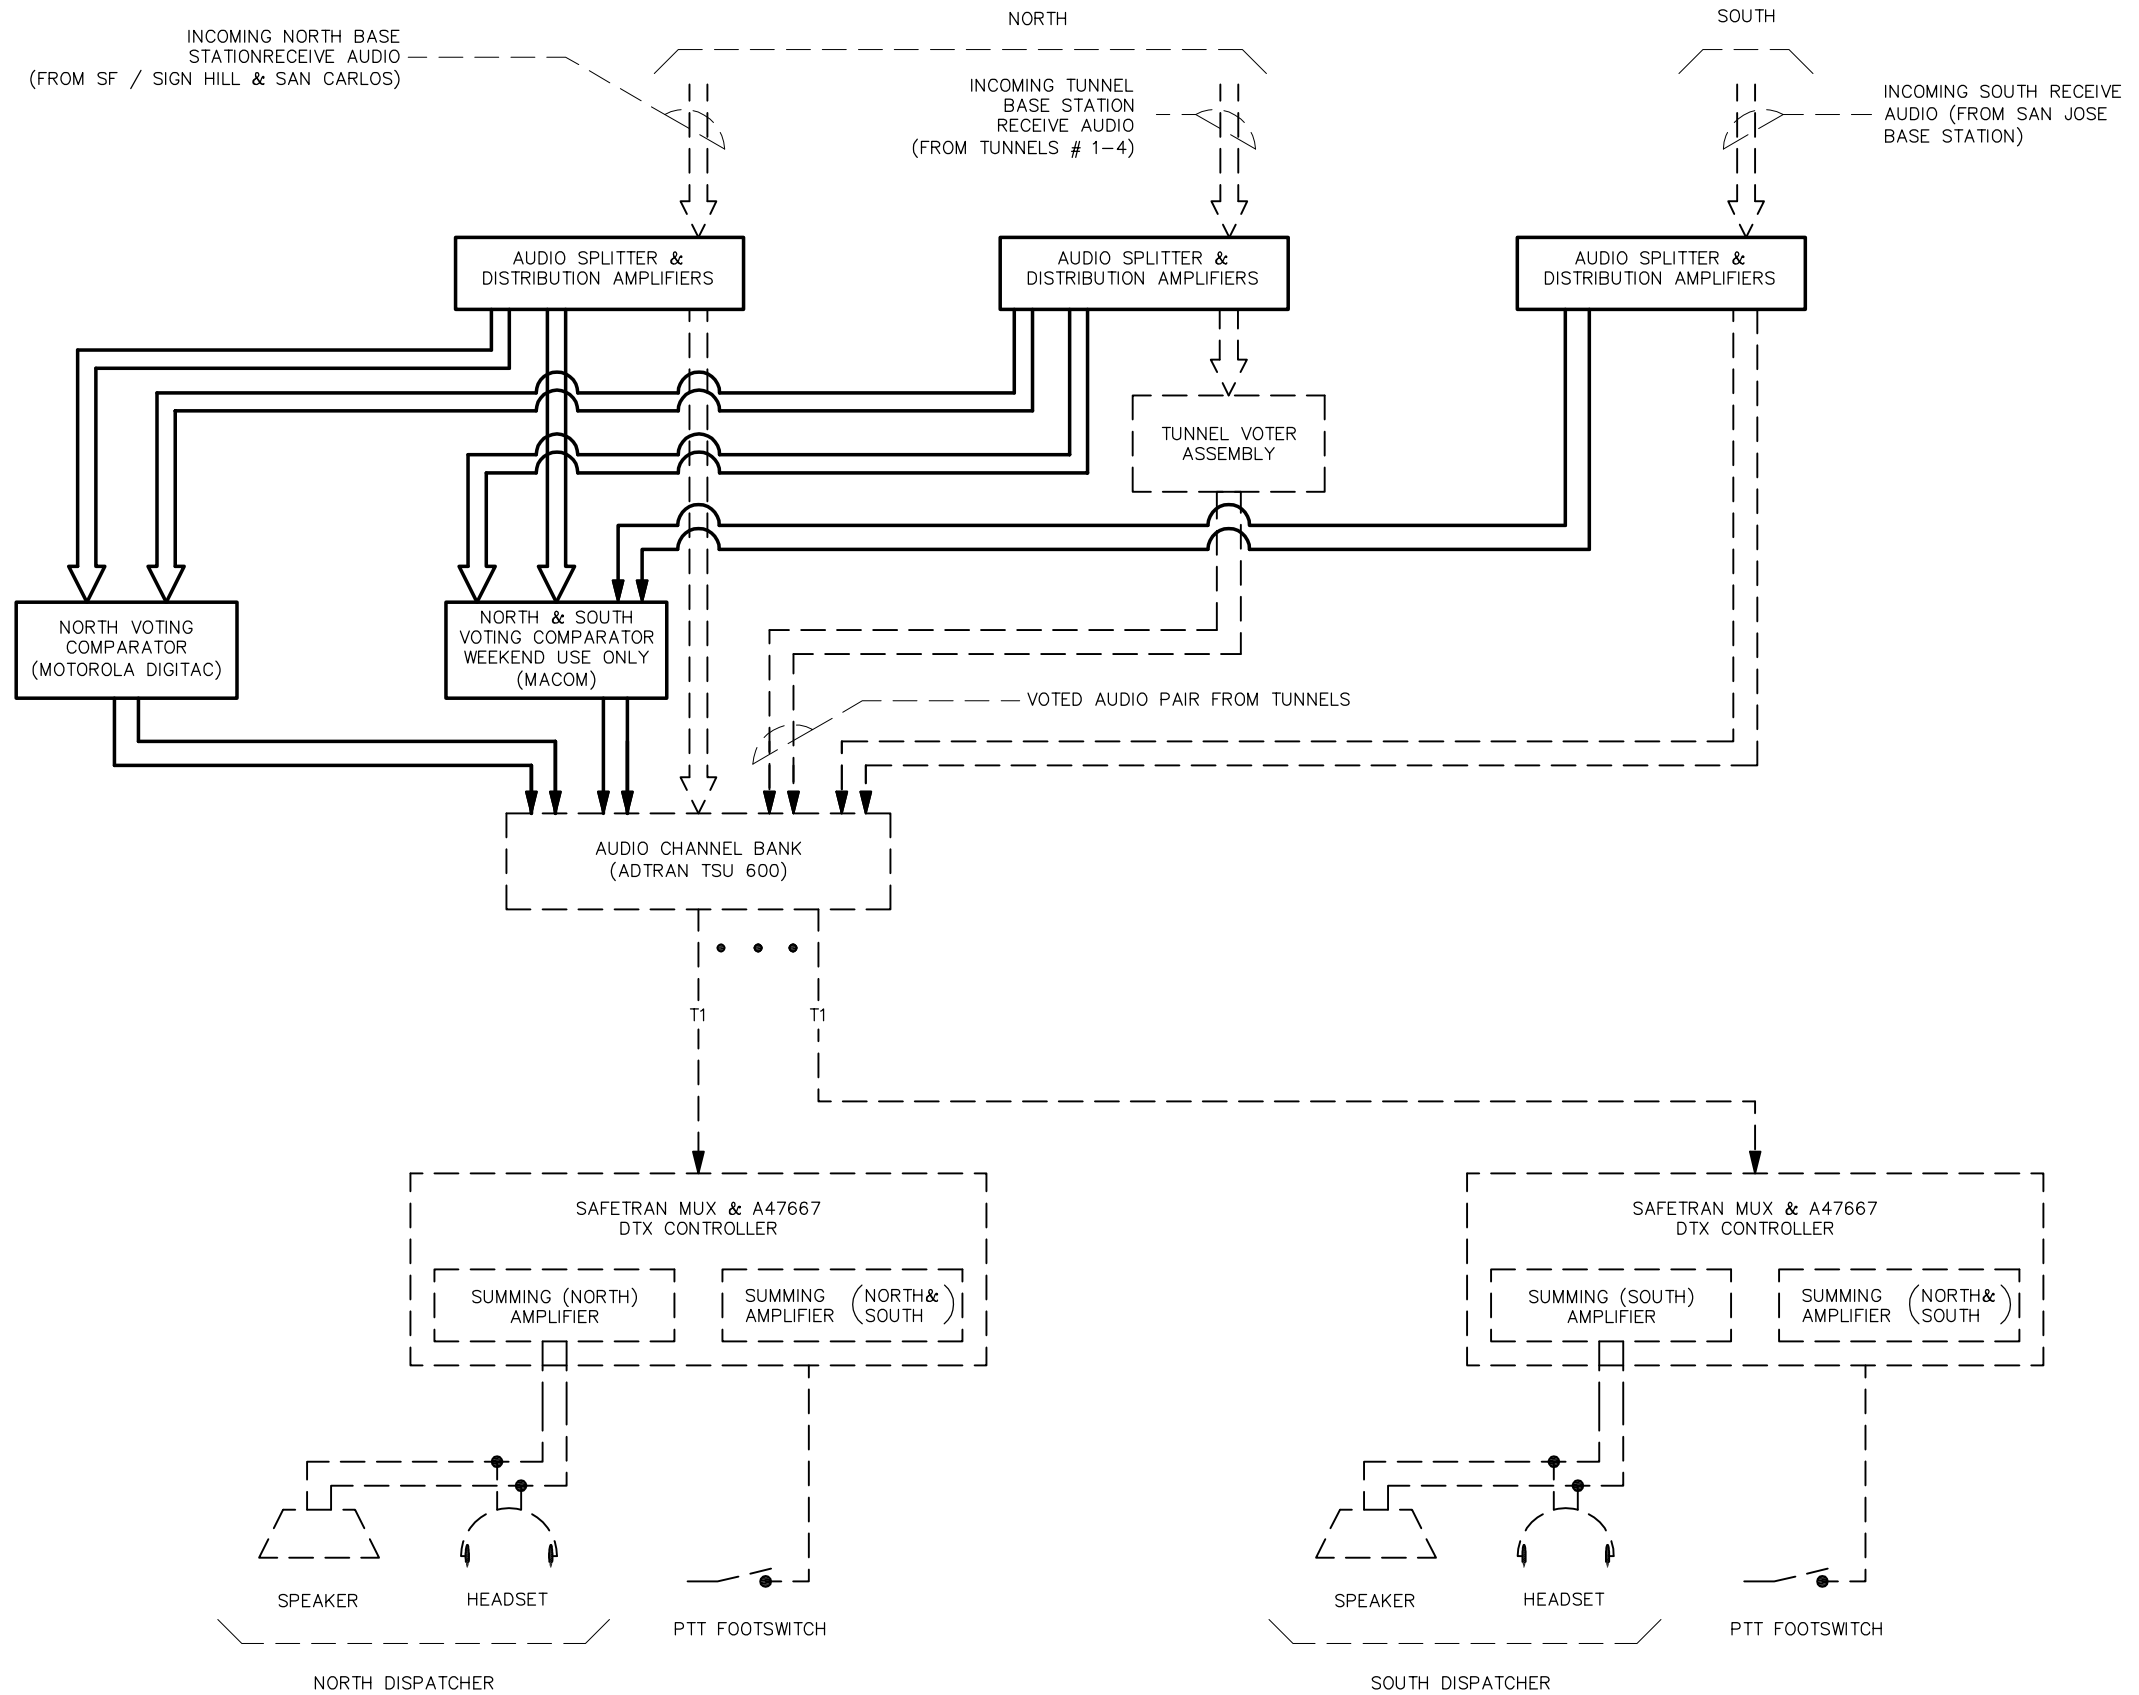 NORTH
SOUTH
INCOMING NORTH BASE
STATIONRECEIVE AUDIO
(FROM SF / SIGN HILL & SAN CARLOS)
INCOMING TUNNEL
BASE STATION
RECEIVE AUDIO
(FROM TUNNELS # 1-4)
INCOMING SOUTH RECEIVE
AUDIO (FROM SAN JOSE
BASE STATION)
AUDIO SPLITTER &
DISTRIBUTION AMPLIFIERS
AUDIO SPLITTER &
DISTRIBUTION AMPLIFIERS
AUDIO SPLITTER &
DISTRIBUTION AMPLIFIERS
TUNNEL VOTER
ASSEMBLY
NORTH VOTING
COMPARATOR
(MOTOROLA DIGITAC)
NORTH & SOUTH
VOTING COMPARATOR
WEEKEND USE ONLY
(MACOM)
VOTED AUDIO PAIR FROM TUNNELS
AUDIO CHANNEL BANK
(ADTRAN TSU 600)
T1
T1
SAFETRAN MUX & A47667
DTX CONTROLLER
SUMMING (NORTH)
AMPLIFIER
SUMMING (NORTH&
AMPLIFIER SOUTH)
SAFETRAN MUX & A47667
DTX CONTROLLER
SUMMING (SOUTH)
AMPLIFIER
SUMMING (NORTH&
AMPLIFIER SOUTH)
SPEAKER
HEADSET
PTT FOOTSWITCH
NORTH DISPATCHER
SPEAKER
HEADSET
PTT FOOTSWITCH
SOUTH DISPATCHER